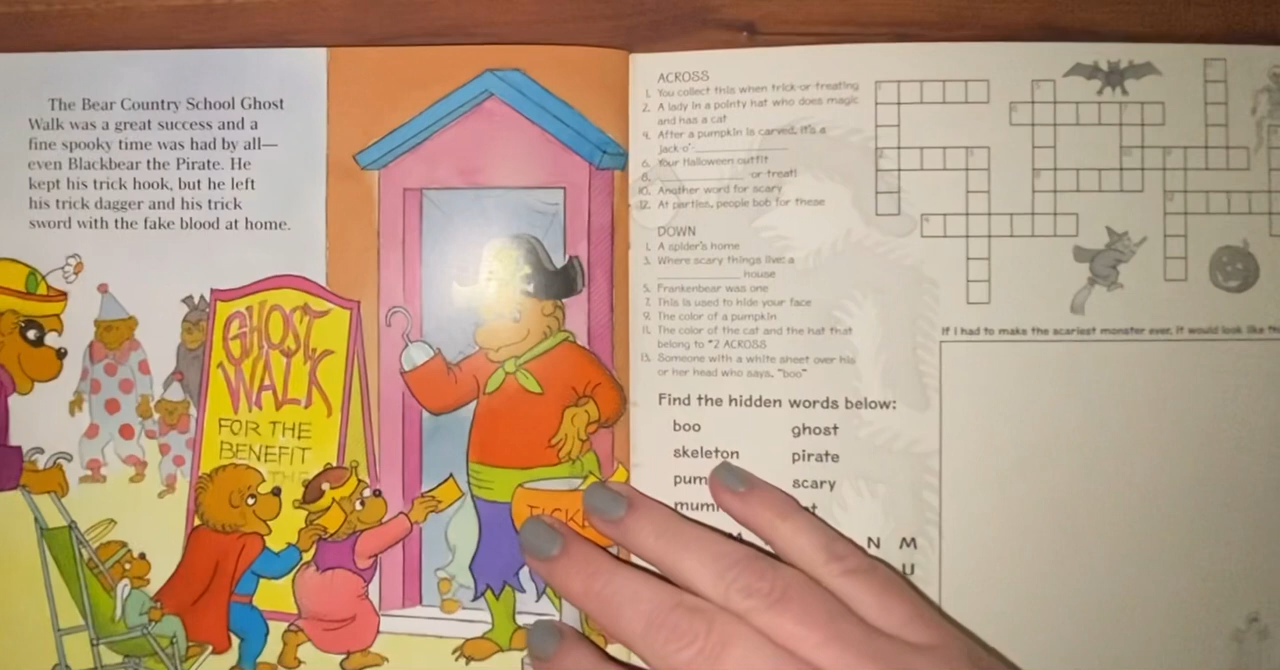 The Bear Country School Ghost
Walk was a great success and a
fine spooky time was had by all—
even Blackbear the Pirate. He
kept his trick hook, but he left
his trick dagger and his trick
sword with the fake blood at home.
GHOST
WALK
FOR THE
BENEFIT
THE
ACROSS
1. You collect this when trick-or-treating
2. A lady in a pointy hat who does magic
and has a cat
4. After a pumpkin is carved, it's a
jack-o'-____________
6. Your Halloween outfit
8. ____________ or treat!
10. Another word for scary
12. At parties, people bob for these
DOWN
1. A spider's home
3. Where scary things live: a
____________ house
5. Frankenbear was one
7. This is used to hide your face
9. The color of a pumpkin
11. The color of the cat and the hat that
belong to "2 ACROSS
13. Someone with a white sheet over his
or her head who says, "boo"
Find the hidden words below:
boo ghost
skeleton pirate
scary
N M
U
If I had to make the scariest monster ever, it would look like